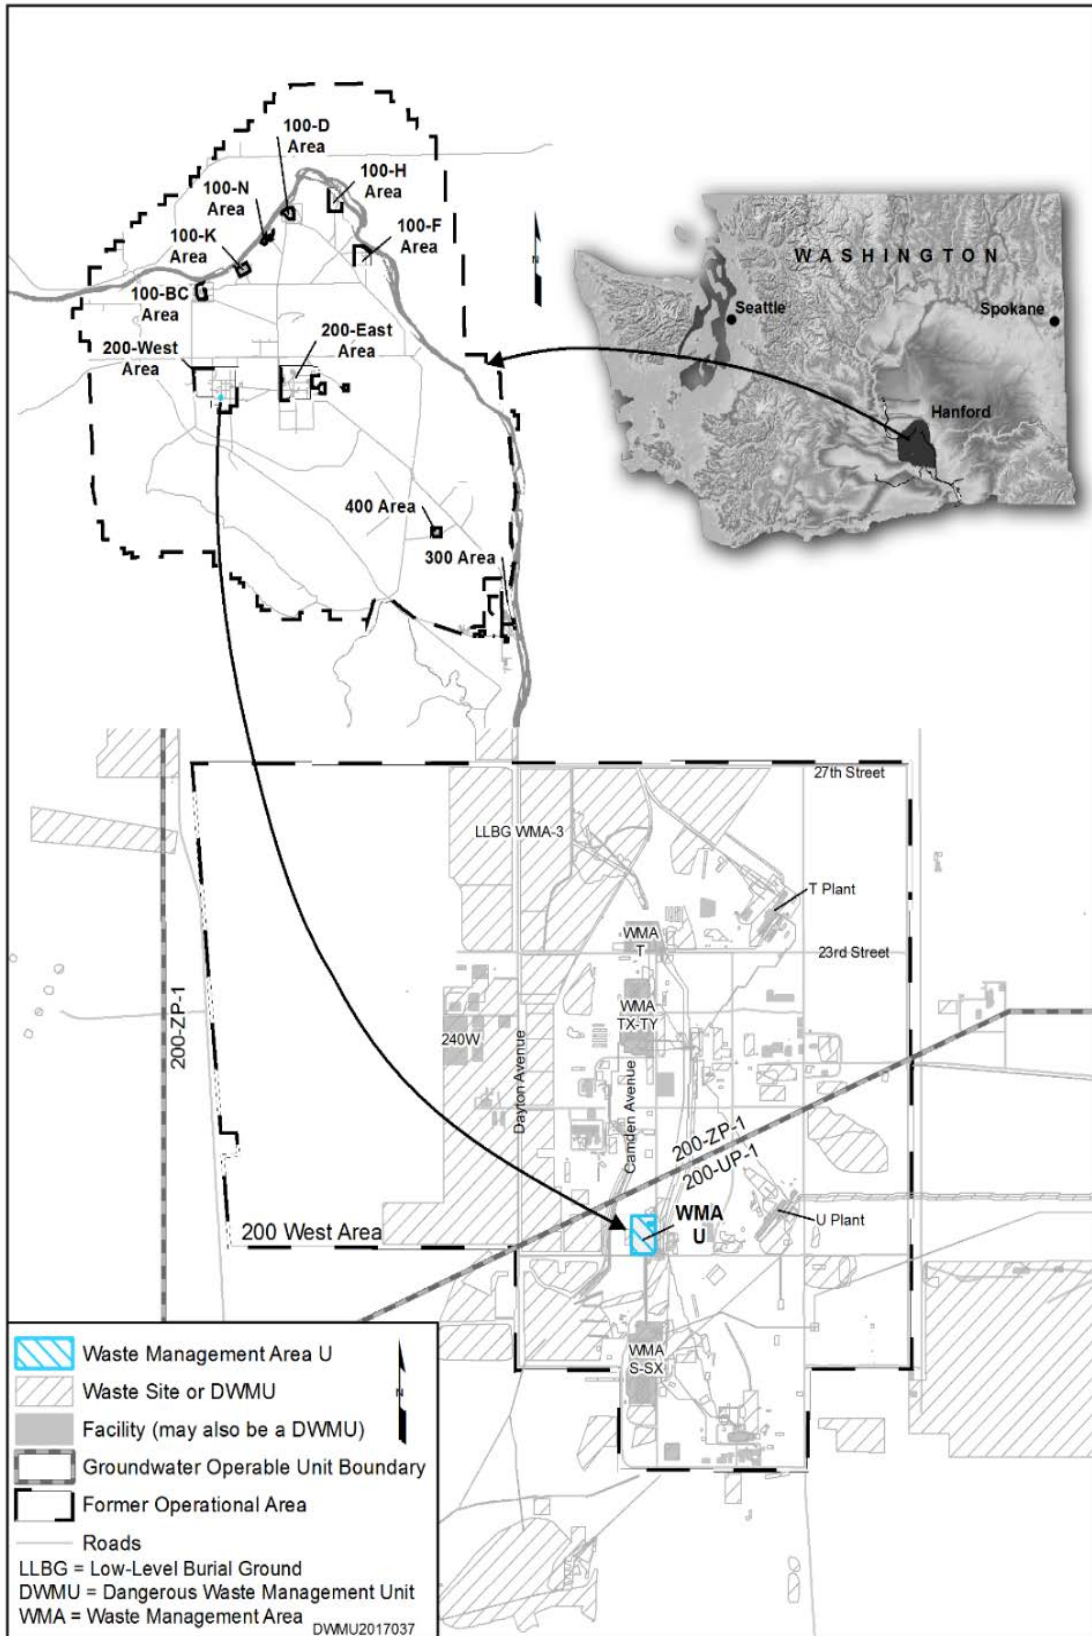 100-D
Area
100-H
Area
100-N
Area
100-F
Area
100-K
Area
100-BC
Area
200-East
Area
200-West
Area
400 Area
300 Area
N
WASHINGTON
Seattle
Spokane
Hanford
27th Street
LLBG WMA-3
T Plant
WMA
T
23rd Street
WMA
TX-TY
240W
200-ZP-1
Dayton Avenue
Camden Avenue
200-ZP-1
200-UP-1
WMA
U
U Plant
200 West Area
WMA
S-SX
Waste Management Area U
Waste Site or DWMU
Facility (may also be a DWMU)
Groundwater Operable Unit Boundary
Former Operational Area
Roads
N
LLBG = Low-Level Burial Ground
DWMU = Dangerous Waste Management Unit
WMA = Waste Management Area
DWMU2017037